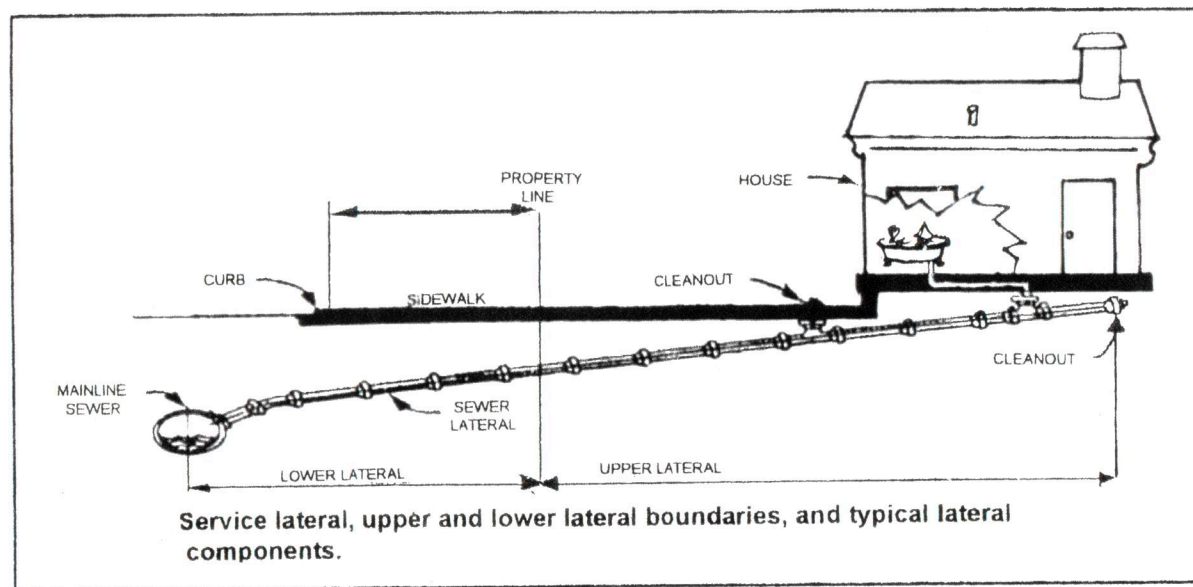 PROPERTY
LINE
HOUSE
CURB
SIDEWALK
CLEANOUT
CLEANOUT
MAINLINE
SEWER
SEWER
LATERAL
LOWER LATERAL
UPPER LATERAL
Service lateral, upper and lower lateral boundaries, and typical lateral
components.